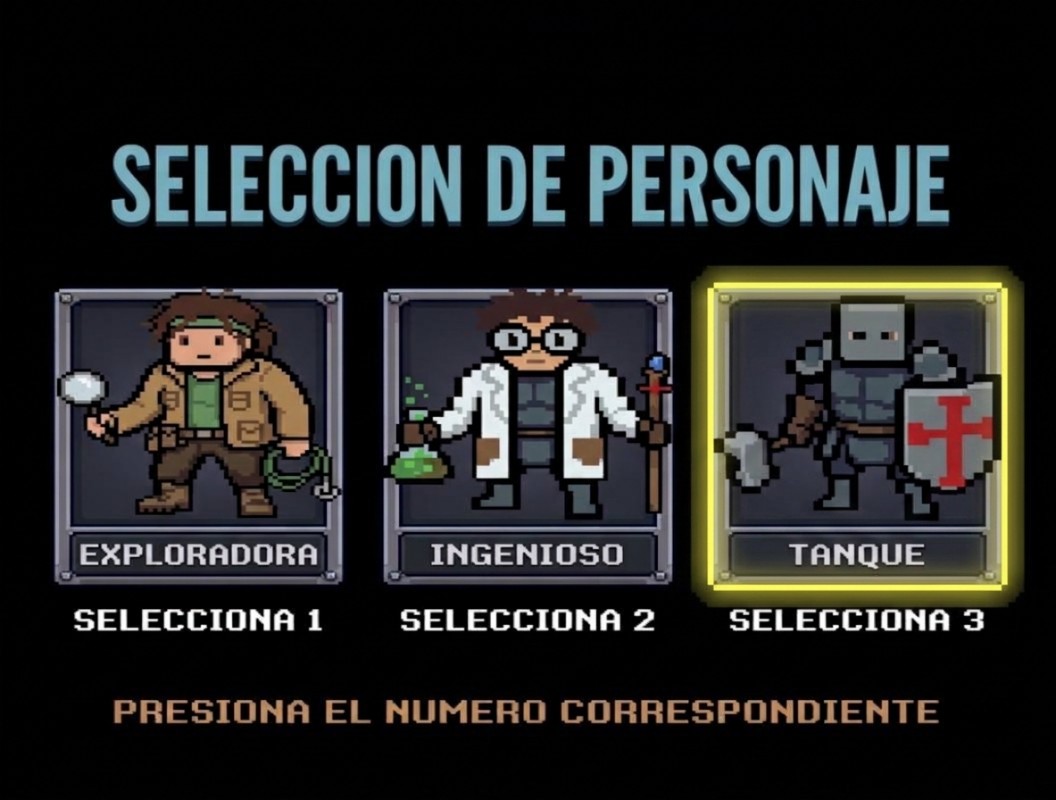 SELECCION DE PERSONAJE
EXPLORADORA
INGENIOSO
TANQUE
SELECCIONA 1
SELECCIONA 2
SELECCIONA 3
PRESIONA EL NUMERO CORRESPONDIENTE